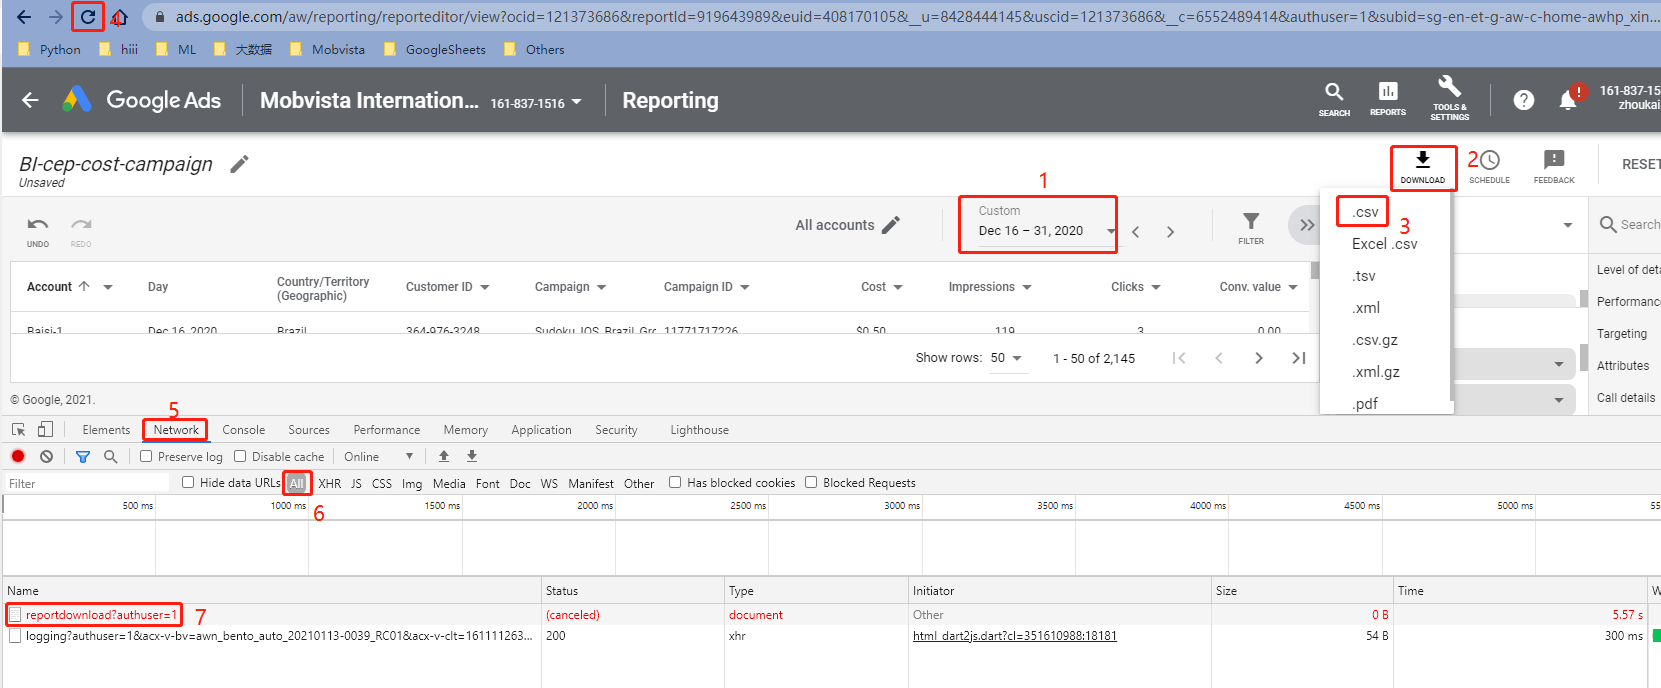 4
ads.google.com/aw/reporting/reporteditor/view?ocid=121373686&reportId=919643989&euid=408170105&__u=8428444145&uscid=121373686&__c=6552489414&authuser=1&subid=sg-en-et-g-aw-c-home-awhp_xin...
Python hiii ML 大数据 Mobvista GoogleSheets Others
Google Ads Mobvista Internation... 161-837-1516 Reporting
SEARCH REPORTS TOOLS & SETTINGS ? ! 161-837-15
zhoukai
BI-cep-cost-campaign
Unsaved
DOWNLOAD 2 SCHEDULE FEEDBACK RESET
1
UNDO REDO All accounts Custom
Dec 16 – 31, 2020
FILTER Search
.csv 3
Excel .csv
.tsv
.xml
.csv.gz
.xml.gz
.pdf
Level of deta
Performance
Targeting
Attributes
Call details
Account Day Country/Territory (Geographic) Customer ID Campaign Campaign ID Cost Impressions Clicks Conv. value
Baisi-1 Dec 16, 2020 Brazil 364-976-3248 Sudoku_IOS_Brazil_Gr 11771717226 $0.50 119 3 0.00
Show rows: 50 1 - 50 of 2,145
© Google, 2021.
5
Elements Network Console Sources Performance Memory Application Security Lighthouse
Preserve log Disable cache Online
Filter Hide data URLs All XHR JS CSS Img Media Font Doc WS Manifest Other Has blocked cookies Blocked Requests
6
500 ms 1000 ms 1500 ms 2000 ms 2500 ms 3000 ms 3500 ms 4000 ms 4500 ms 5000 ms 55
Name Status Type Initiator Size Time W
reportdownload?authuser=1 7 (canceled) document Other 0 B 5.57 s
logging?authuser=1&acx-v-bv=awn_bento_auto_20210113-0039_RC01&acx-v-clt=161111263... 200 xhr html_dart2js.dart?cl=351610988:18181 54 B 300 ms